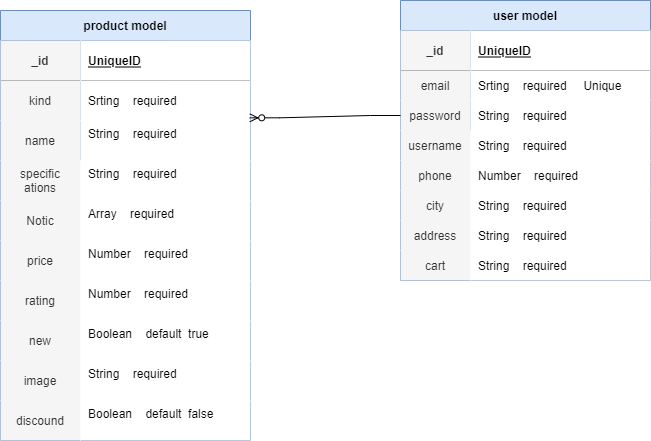 product model
_id UniqueID
kind Srting required
name String required
specific
ations String required
Notic Array required
price Number required
rating Number required
new Boolean default true
image String required
discound Boolean default false
user model
_id UniqueID
email Srting required Unique
password String required
username String required
phone Number required
city String required
address String required
cart String required